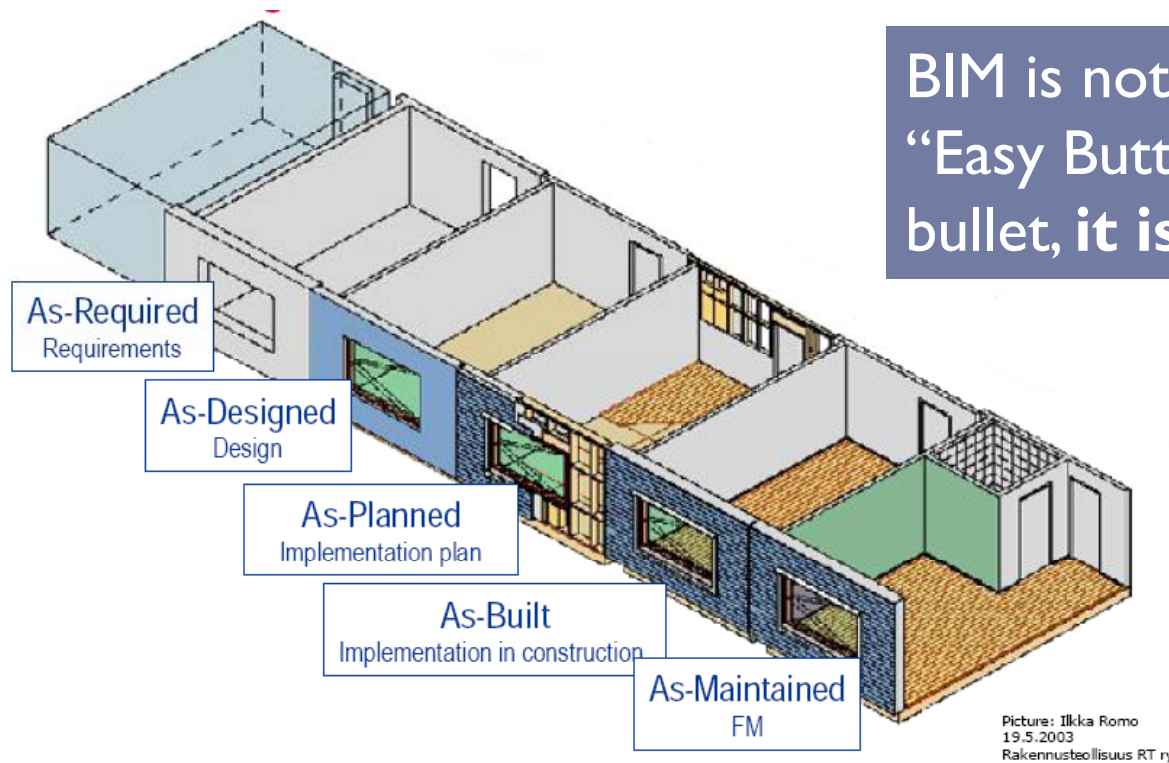 BIM is not
“Easy Butt
bullet, it is
As-Required
Requirements
As-Designed
Design
As-Planned
Implementation plan
As-Built
Implementation in construction
As-Maintained
FM
Picture: Ilkka Romo
19.5.2003
Rakennusteollisuus RT ry